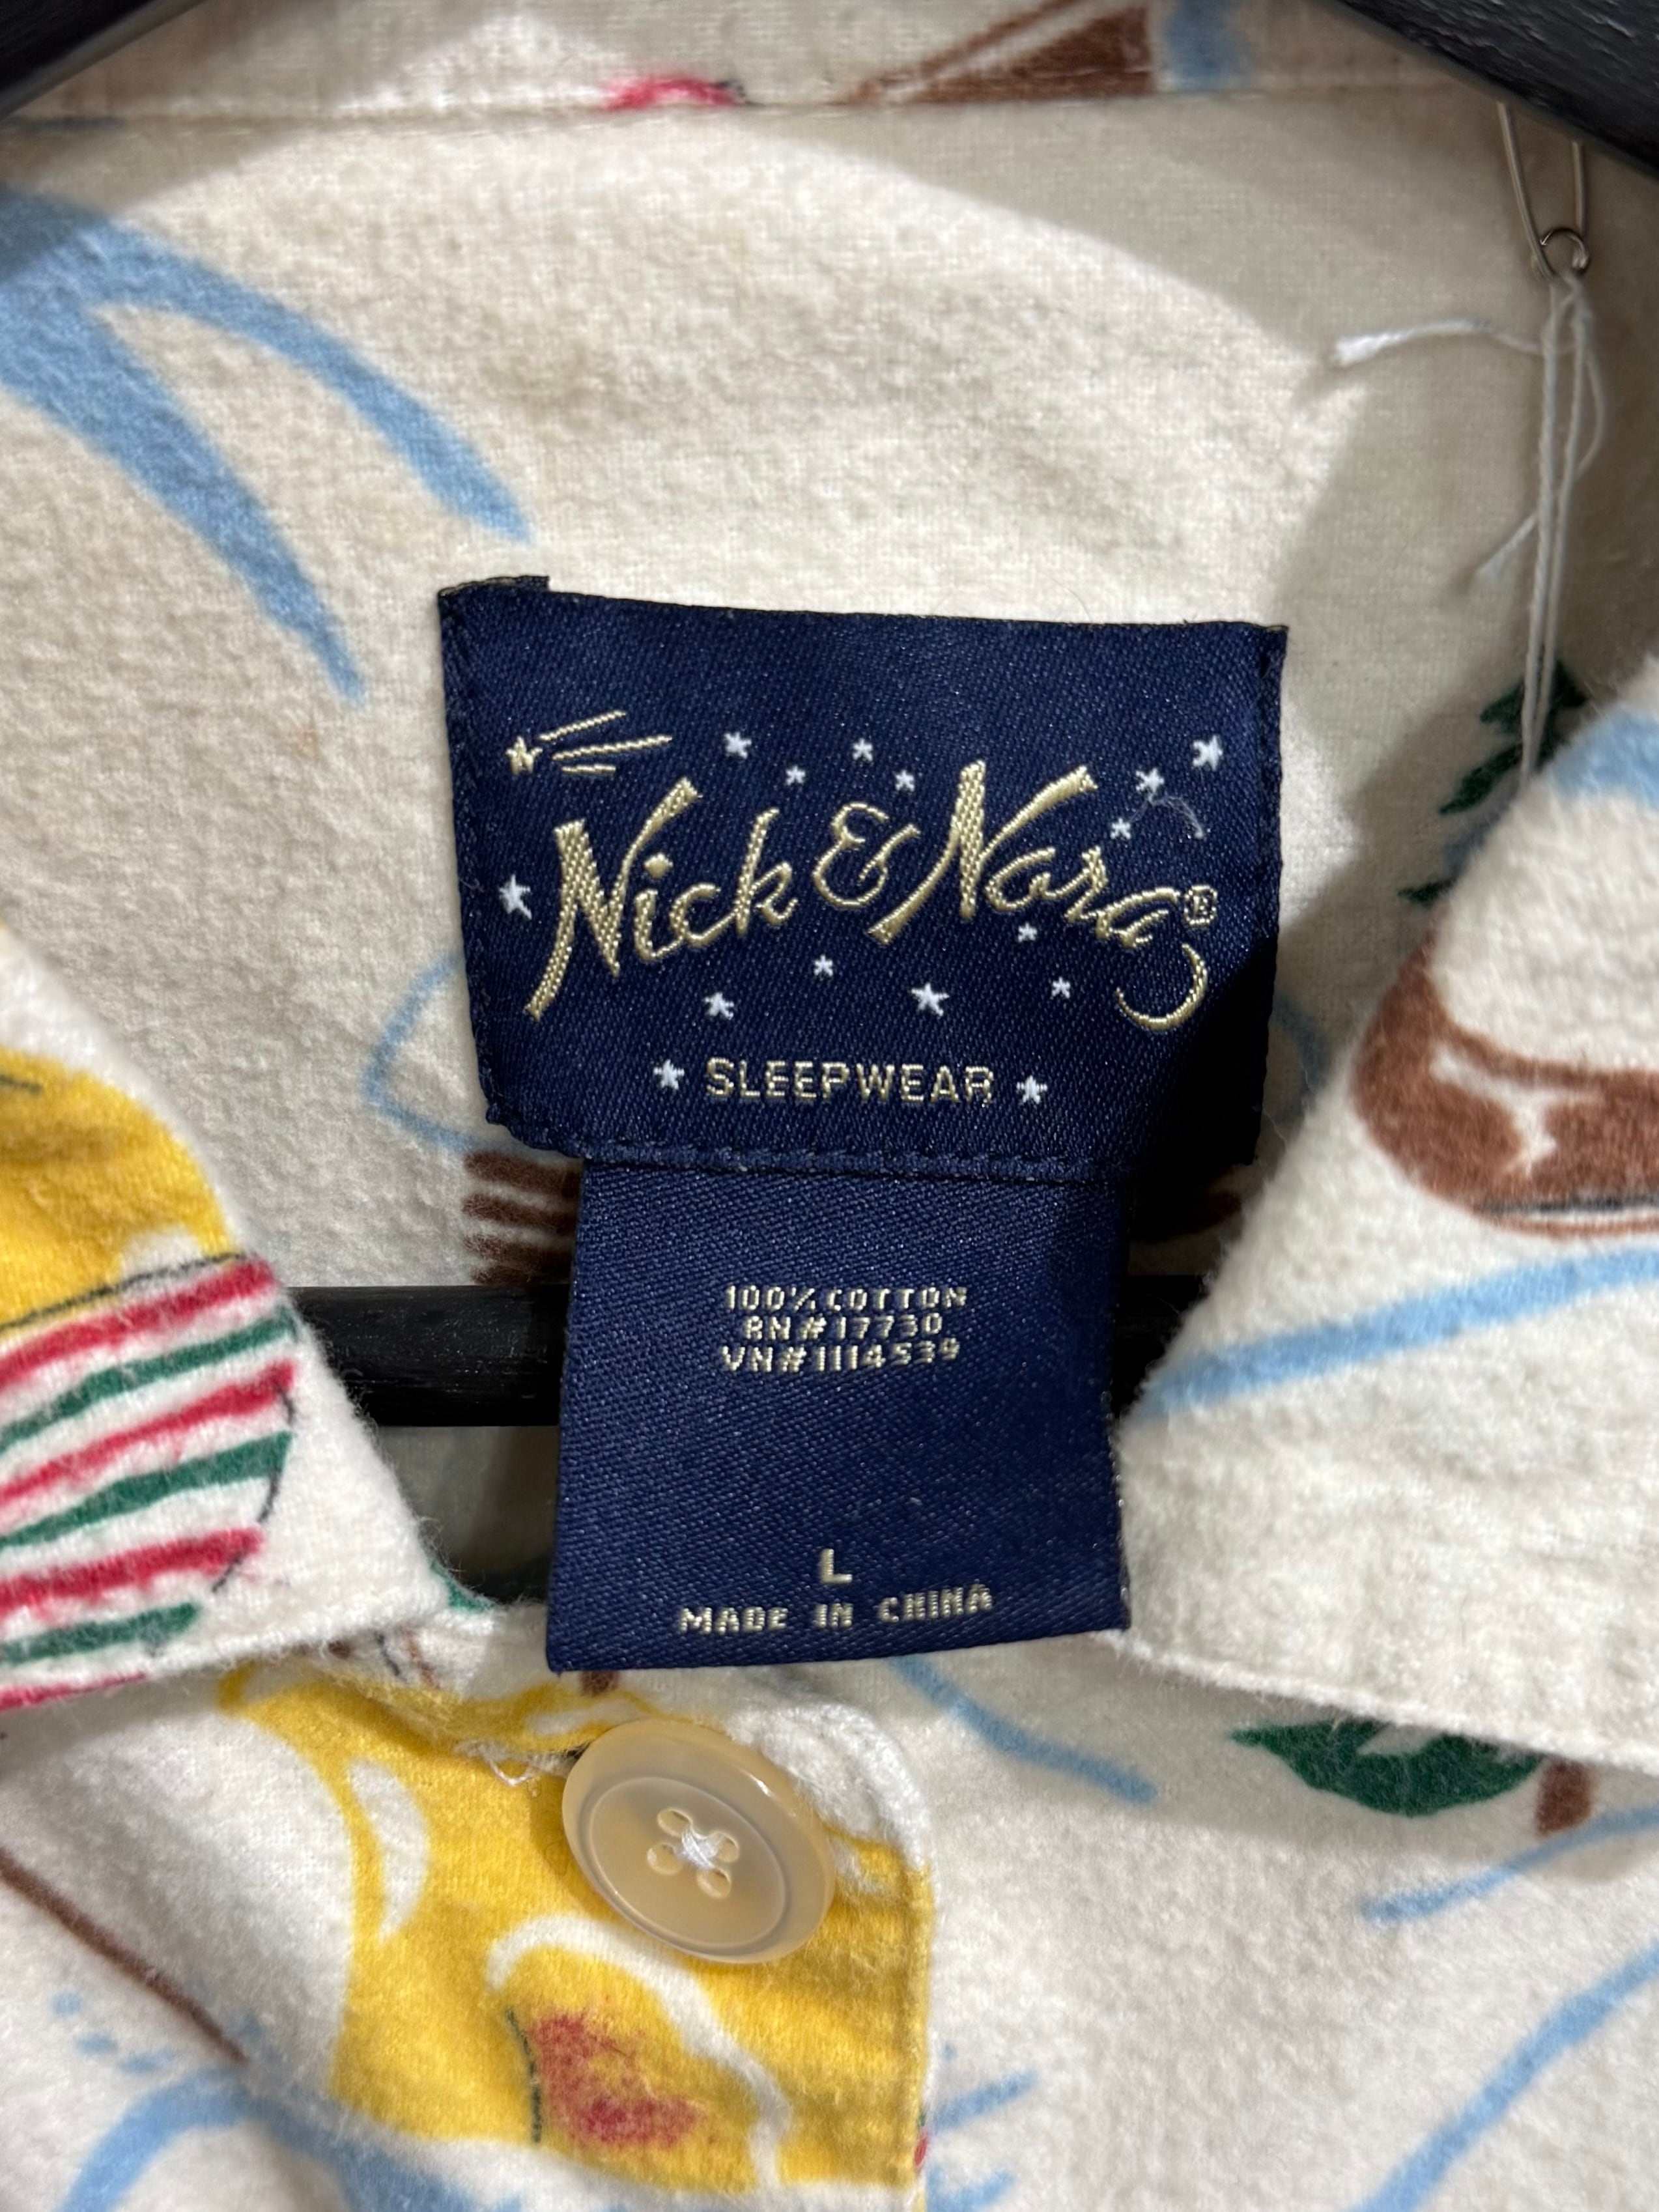 Nick & Nora®
SLEEPWEAR
100% COTTON
RN#17730
VN#1114539
L
MADE IN CHINA